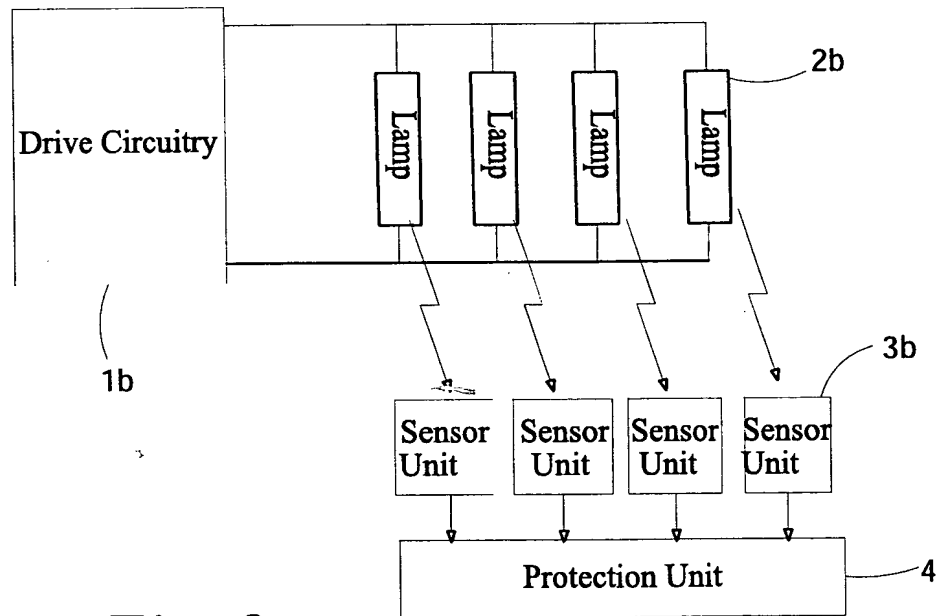 2b
Drive Circuitry
Lamp
Lamp
Lamp
Lamp
1b
3b
Sensor
Unit
Sensor
Unit
Sensor
Unit
Sensor
Unit
Protection Unit
4